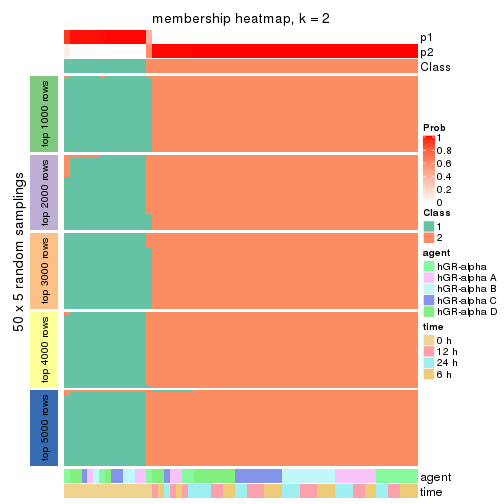 membership heatmap, k = 2
p1
p2
Class
50 x 5 random samplings
top 1000 rows
top 2000 rows
top 3000 rows
top 4000 rows
top 5000 rows
agent
time
Prob
1
0.8
0.6
0.4
0.2
0
Class
1
2
agent
hGR-alpha
hGR-alpha A
hGR-alpha B
hGR-alpha C
hGR-alpha D
time
0 h
12 h
24 h
6 h